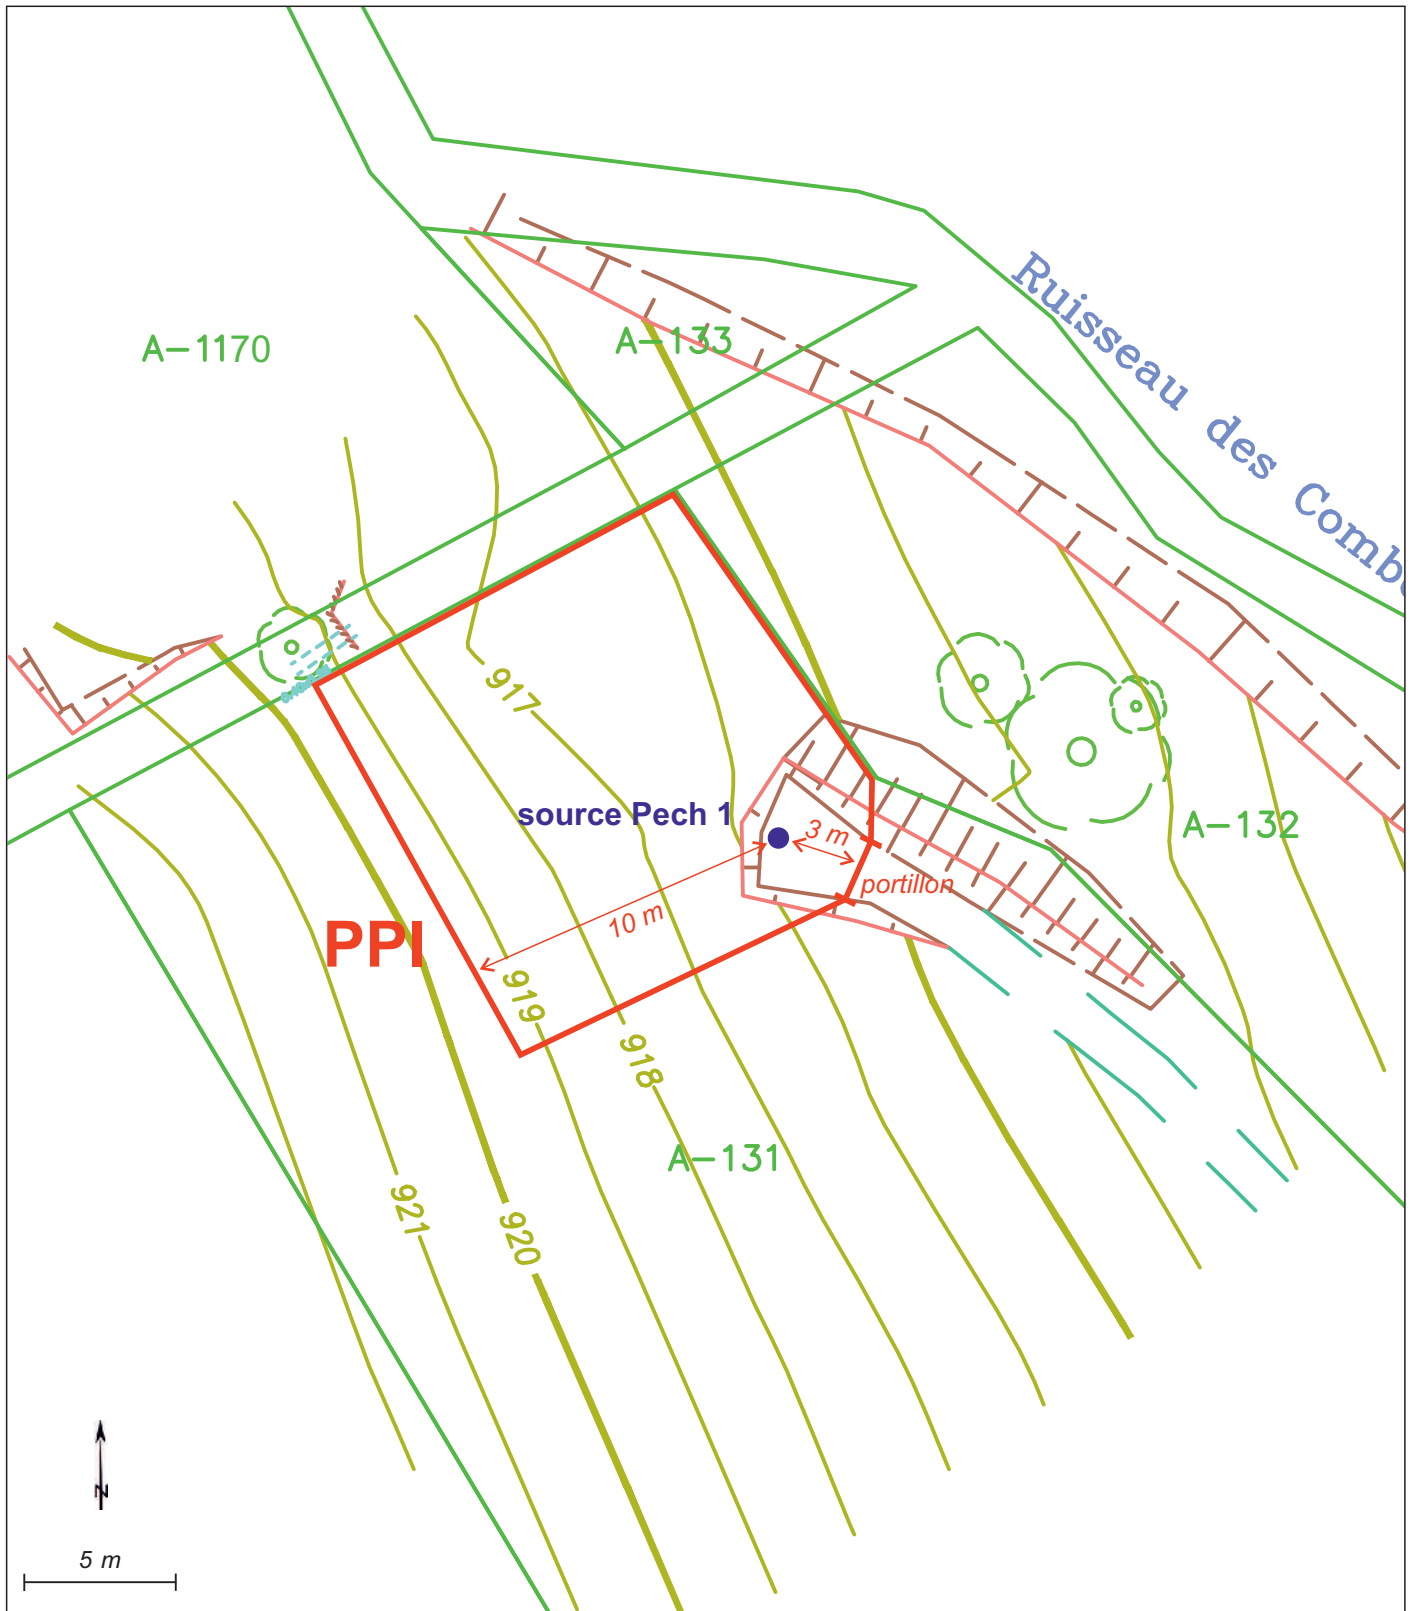 Ruisseau des Comb
A-1170
A-133
917
source Pech 1
3 m
A-132
portillon
10 m
PPI
919
918
A-131
921
920
N
5 m